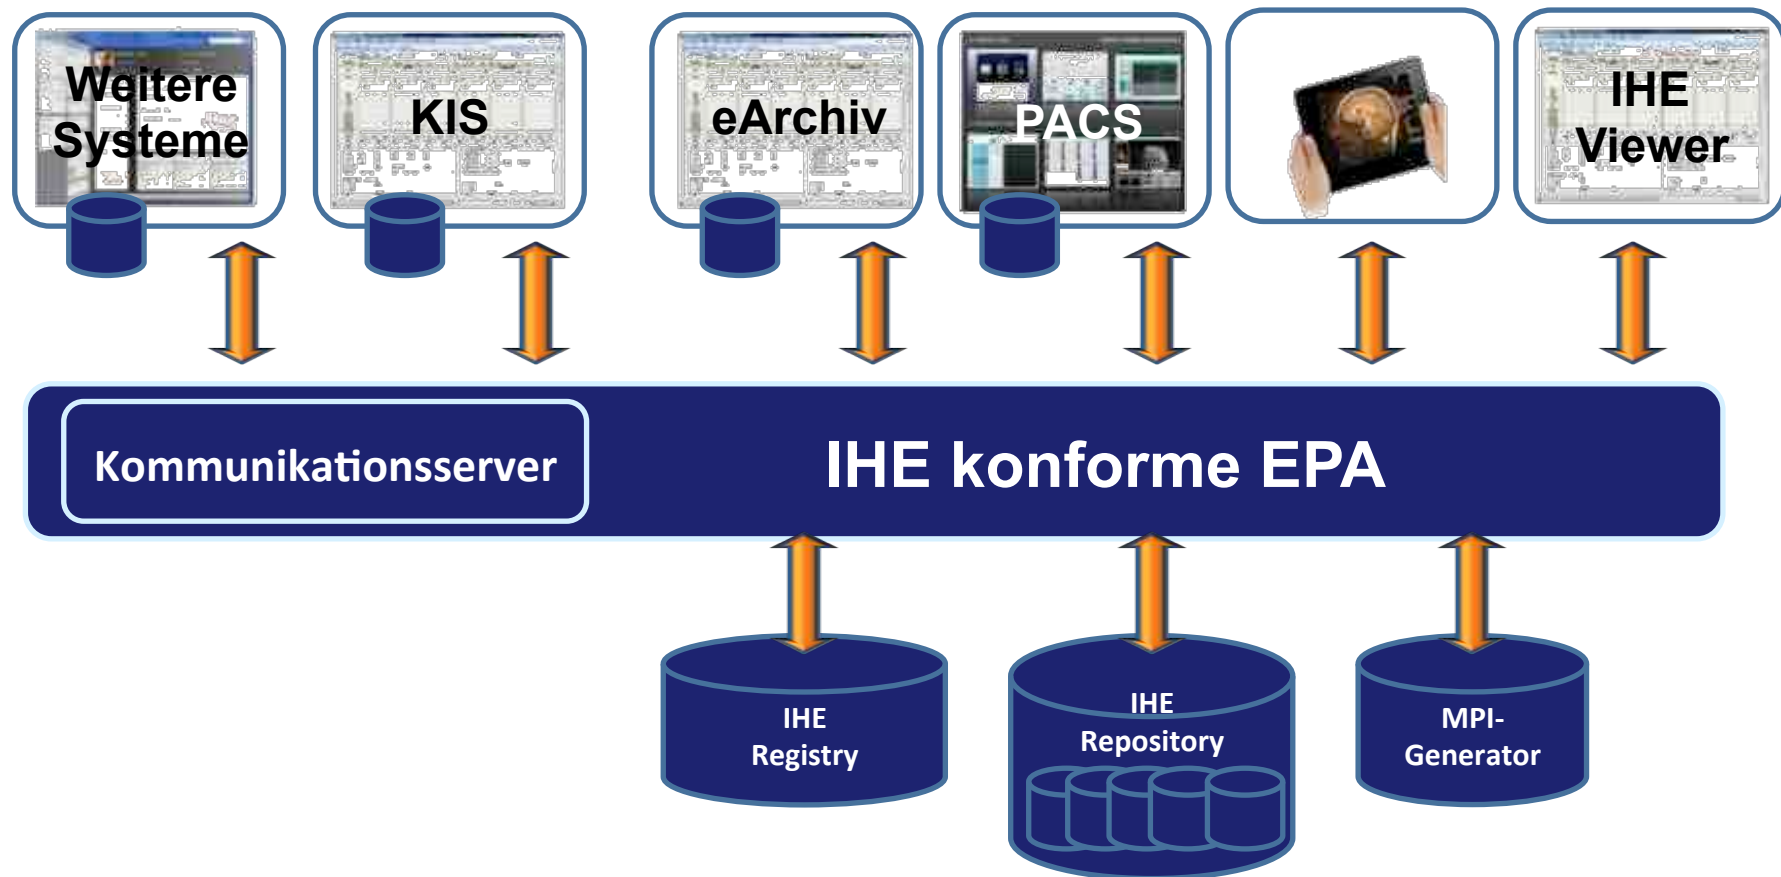 Weitere
Systeme
KIS
eArchiv
PACS
IHE
Viewer
Kommunikationsserver
IHE konforme EPA
IHE
Registry
IHE
Repository
MPI-
Generator